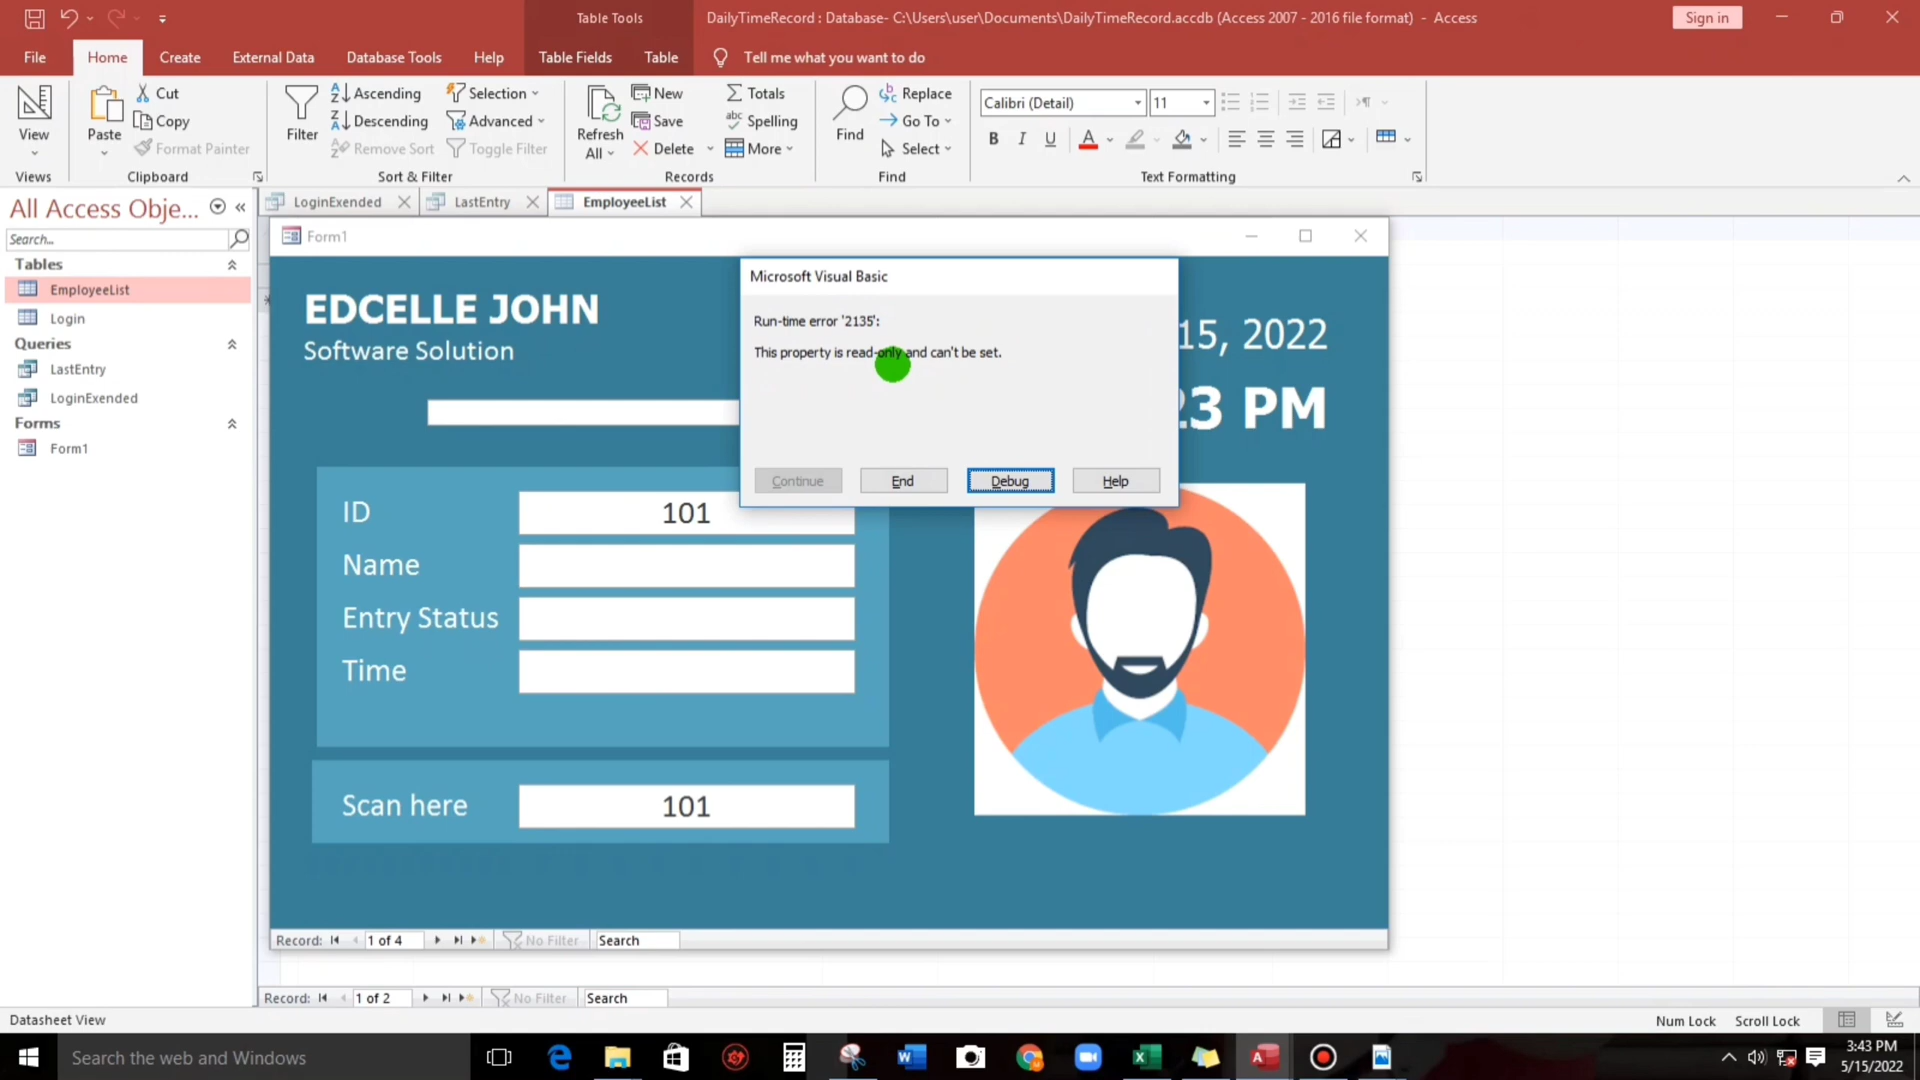 Table Tools
DailyTimeRecord : Database- C:\Users\user\Documents\DailyTimeRecord.accdb (Access 2007 - 2016 file format) - Access
Sign in
File
Home
Create
External Data
Database Tools
Help
Table Fields
Table
Tell me what you want to do
View
Views
Paste
Cut
Copy
Format Painter
Clipboard
Filter
Ascending
Descending
Remove Sort
Selection
Advanced
Toggle Filter
Sort & Filter
Refresh
All
New
Save
Delete
Totals
Spelling
More
Records
Find
Replace
Go To
Select
Find
Calibri (Detail)
11
B I U
Text Formatting
All Access Obje...
Search...
Tables
EmployeeList
Login
Queries
LastEntry
LoginExended
Forms
Form1
LoginExended
LastEntry
EmployeeList
Form1
EDCELLE JOHN
Software Solution
15, 2022
23 PM
Microsoft Visual Basic
Run-time error '2135':
This property is read-only and can't be set.
Continue
End
Debug
Help
ID
101
Name
Entry Status
Time
Scan here
101
Record:
1 of 4
No Filter
Search
Record:
1 of 2
No Filter
Search
Datasheet View
Num Lock
Scroll Lock
Search the web and Windows
3:43 PM
5/15/2022